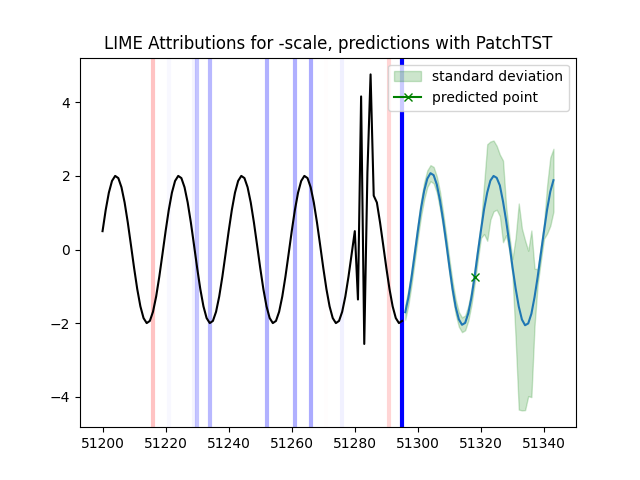 LIME Attributions for -scale, predictions with PatchTST
standard deviation
predicted point
4
2
0
−2
−4
51200 51220 51240 51260 51280 51300 51320 51340